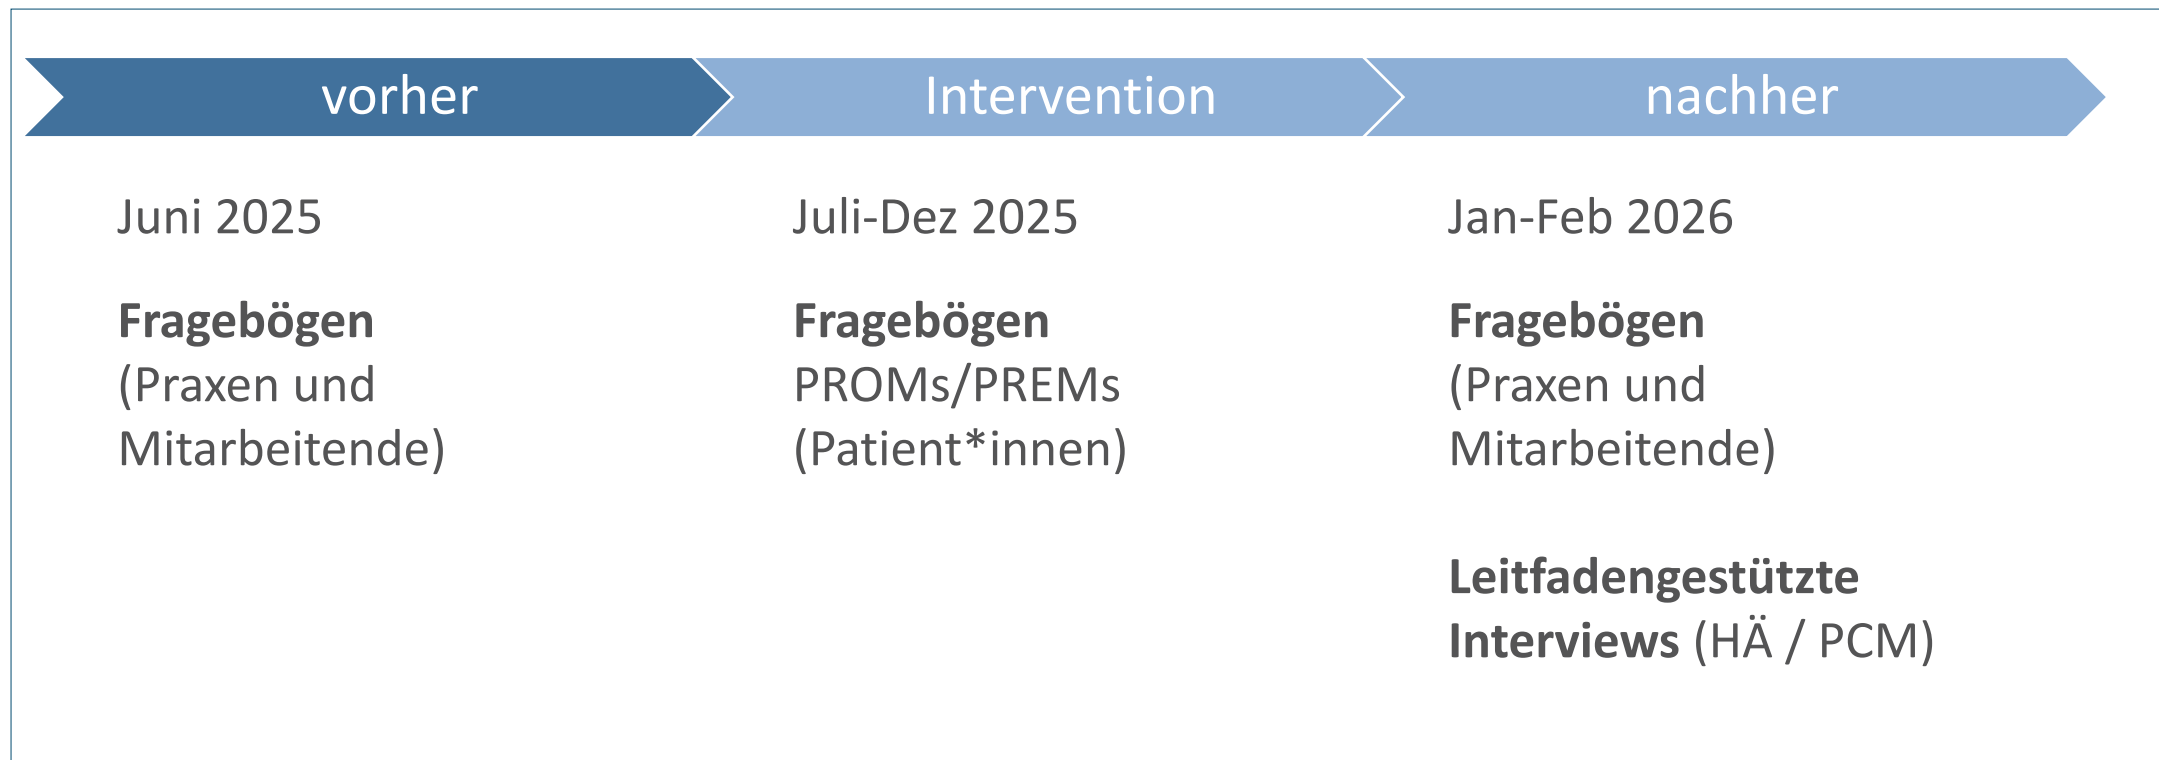 vorher
Intervention
nachher
Juni 2025
Fragebögen
(Praxen und
Mitarbeitende)
Juli-Dez 2025
Fragebögen
PROMs/PREMs
(Patient*innen)
Jan-Feb 2026
Fragebögen
(Praxen und
Mitarbeitende)
Leitfadengestützte
Interviews (HÄ / PCM)